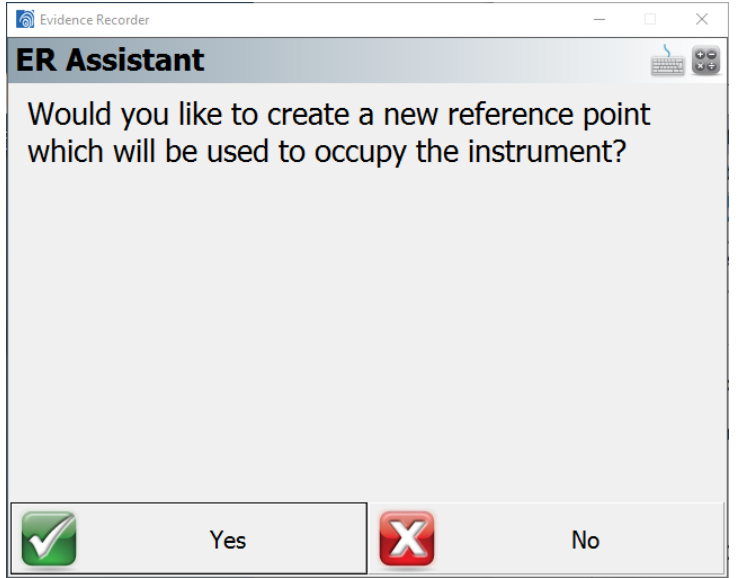 Evidence Recorder
ER Assistant
Would you like to create a new reference point
which will be used to occupy the instrument?
Yes
No